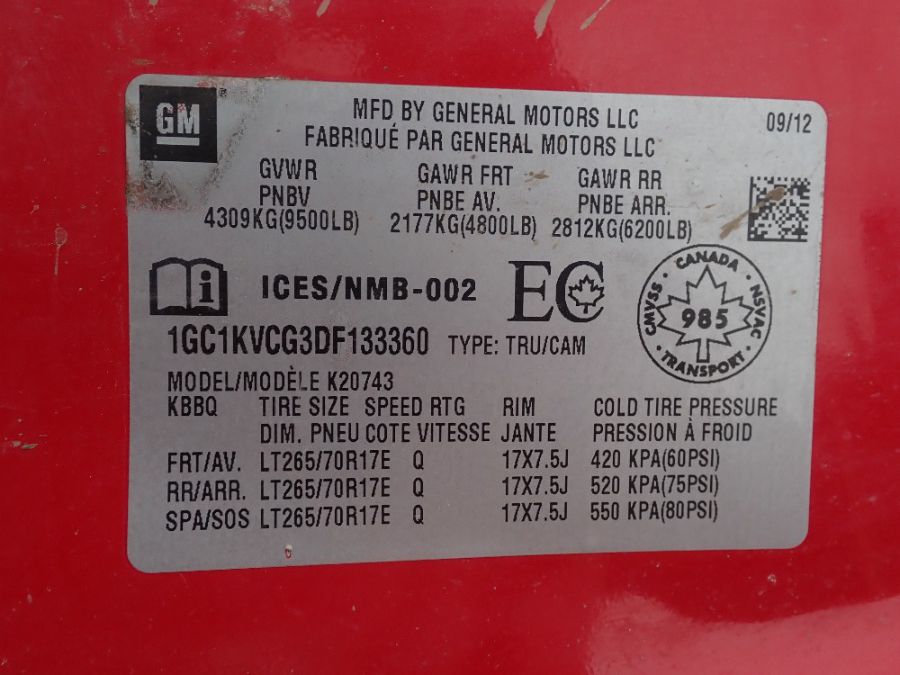 GM
MFD BY GENERAL MOTORS LLC 09/12
FABRIQUÉ PAR GENERAL MOTORS LLC
GVWR GAWR FRT GAWR RR
PNBV PNBE AV. PNBE ARR.
4309KG(9500LB) 2177KG(4800LB) 2812KG(6200LB)
i ICES/NMB-002 EC
CANADA
CMVSS 985 NSVAC
TRANSPORT
1GC1KVCG3DF133360 TYPE: TRU/CAM
MODEL/MODÈLE K20743
KBBQ TIRE SIZE SPEED RTG RIM COLD TIRE PRESSURE
DIM. PNEU COTE VITESSE JANTE PRESSION À FROID
FRT/AV. LT265/70R17E Q 17X7.5J 420 KPA(60PSI)
RR/ARR. LT265/70R17E Q 17X7.5J 520 KPA(75PSI)
SPA/SOS LT265/70R17E Q 17X7.5J 550 KPA(80PSI)